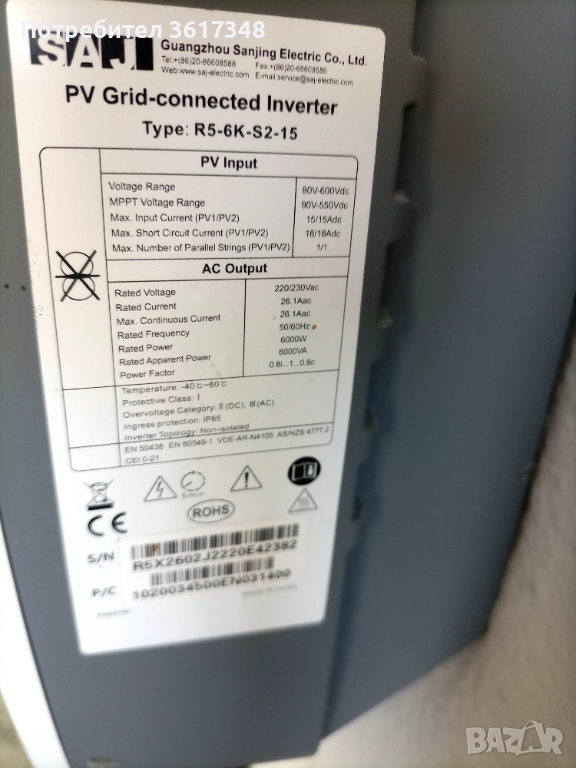 Потребител 3617348
SAJ
Guangzhou Sanjing Electric Co., Ltd.
Tel:+(86)20-66608588 Fax:+(86)20-66608589
Web:www.saj-electric.com E-mail:service@saj-electric.com
PV Grid-connected Inverter
Type: R5-6K-S2-15
PV Input
Voltage Range 80V-600Vdc
MPPT Voltage Range 90V-550Vdc
Max. Input Current (PV1/PV2) 15/15Adc
Max. Short Circuit Current (PV1/PV2) 18/18Adc
Max. Number of Parallel Strings (PV1/PV2) 1/1
AC Output
Rated Voltage 220/230Vac
Rated Current 26.1Aac
Max. Continuous Current 26.1Aac
Rated Frequency 50/60Hz
Rated Power 6000W
Rated Apparent Power 6000VA
Power Factor 0.8i...1...0.8c
Temperature: -40℃~60℃
Protective Class: I
Overvoltage Category: II (DC), III (AC)
Ingress protection: IP65
Inverter Topology: Non-isolated
EN 50438 EN 50549-1 VDE-AR-N4105 AS/NZS 4777.2
CEI 0-21
5min
CE
ROHS
S/N
R5X2602J2220E42382
P/C
1020034500EN031400
MADE IN CHINA
BAZAR